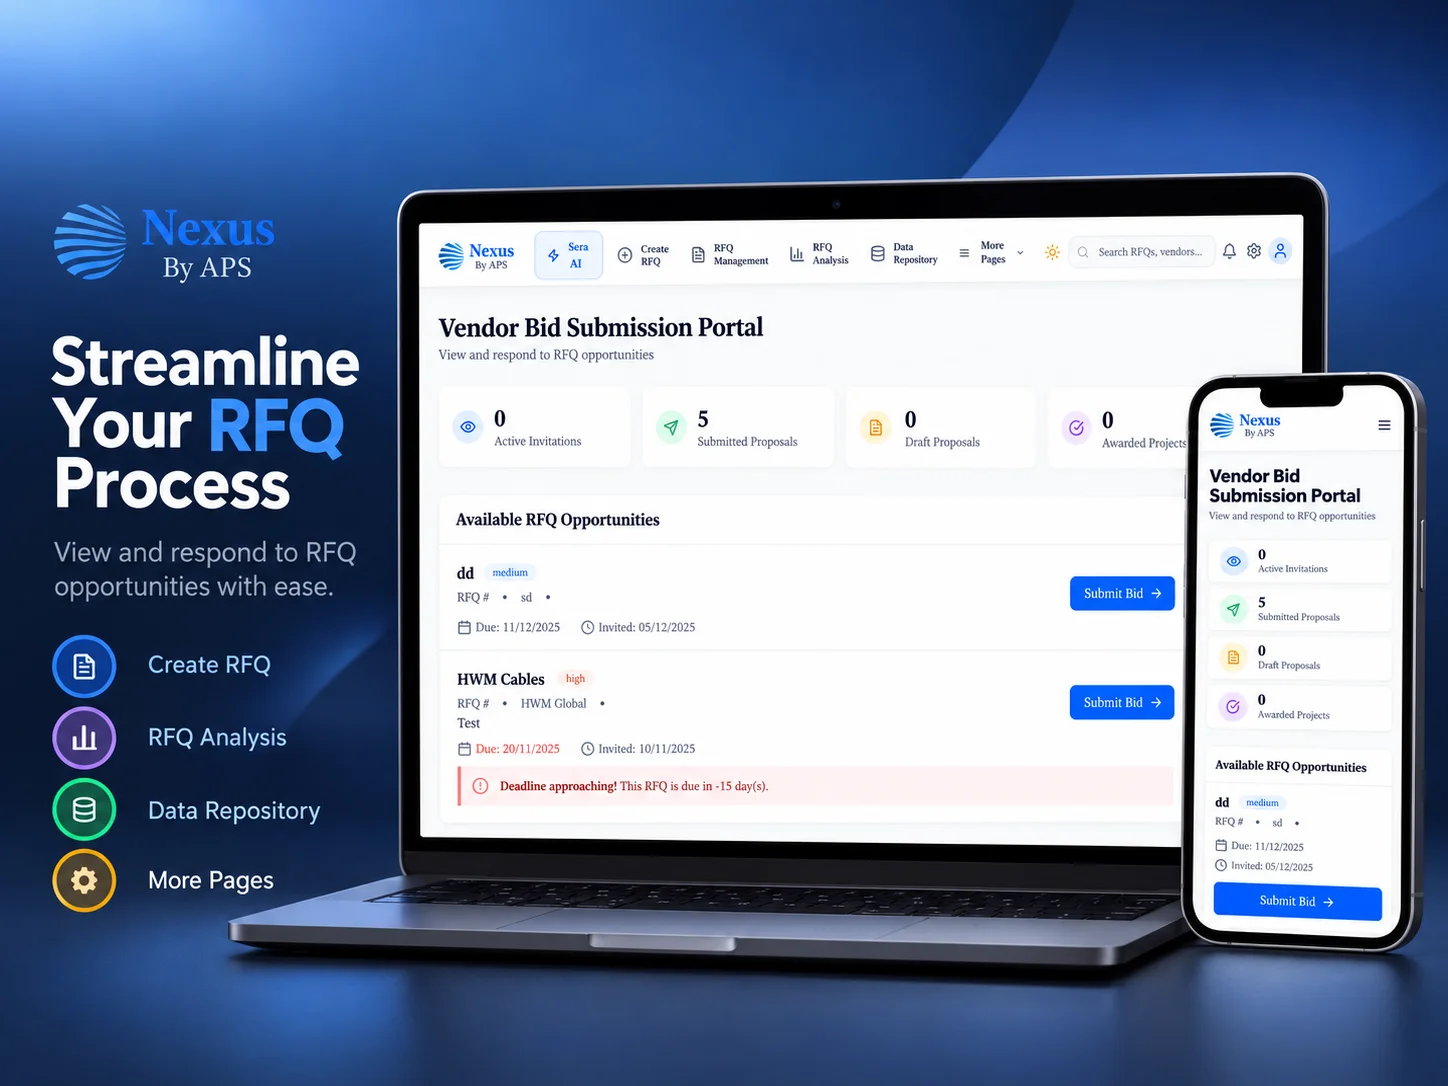 Nexus
By APS
Streamline
Your RFQ
Process
View and respond to RFQ
opportunities with ease.
Create RFQ
RFQ Analysis
Data Repository
More Pages
Nexus
By APS
Sera
AI
Create
RFQ
RFQ
Management
RFQ
Analysis
Data
Repository
More
Pages
Search RFQs, vendors...
Vendor Bid Submission Portal
View and respond to RFQ opportunities
0
Active Invitations
5
Submitted Proposals
0
Draft Proposals
0
Awarded Projects
Available RFQ Opportunities
dd medium
RFQ # • sd •
Due: 11/12/2025 Invited: 05/12/2025
Submit Bid →
HWM Cables high
RFQ # • HWM Global •
Test
Due: 20/11/2025 Invited: 10/11/2025
Submit Bid →
Deadline approaching! This RFQ is due in -15 day(s).
Nexus
By APS
Vendor Bid
Submission Portal
View and respond to RFQ opportunities
0
Active Invitations
5
Submitted Proposals
0
Draft Proposals
0
Awarded Projects
Available RFQ Opportunities
dd medium
RFQ # • sd •
Due: 11/12/2025
Invited: 05/12/2025
Submit Bid →